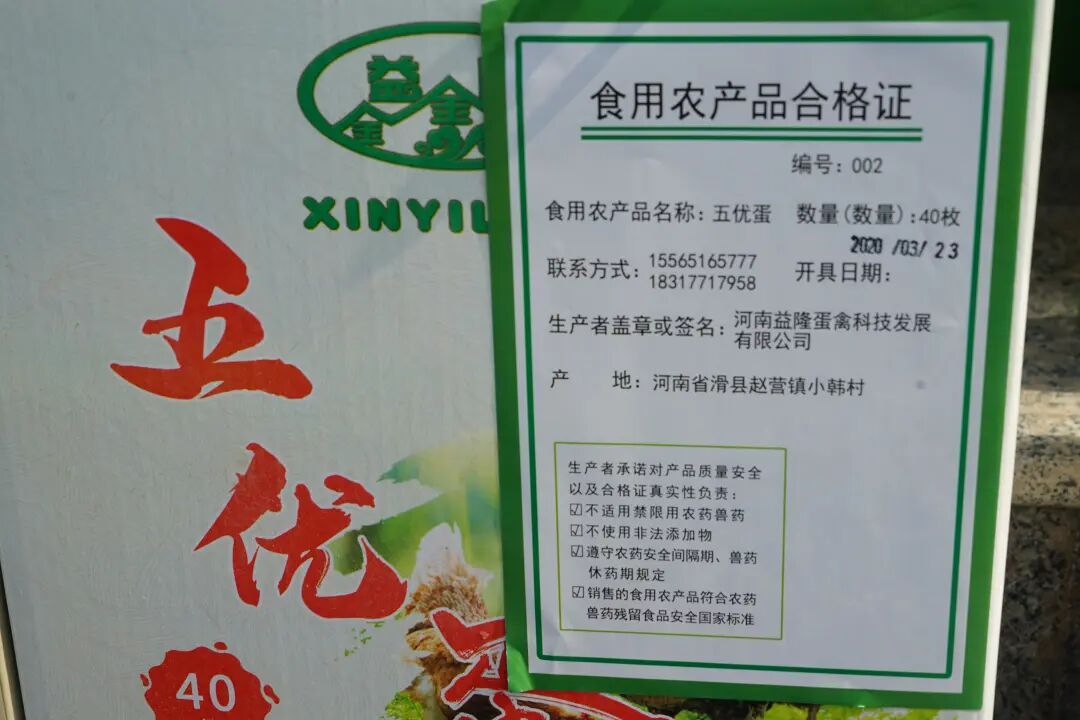 益金金
XINYIL
五
优
40
食用农产品合格证
编号：002
食用农产品名称：五优蛋 数量(数量)：40枚
2020/03/23
联系方式：15565165777
18317717958
开具日期：
生产者盖章或签名：河南益隆蛋禽科技发展
有限公司
产 地：河南省滑县赵营镇小韩村
生产者承诺对产品质量安全
以及合格证真实性负责：
☑不适用禁限用农药兽药
☑不使用非法添加物
☑遵守农药安全间隔期、兽药
休药期规定
☑销售的食用农产品符合农药
兽药残留食品安全国家标准